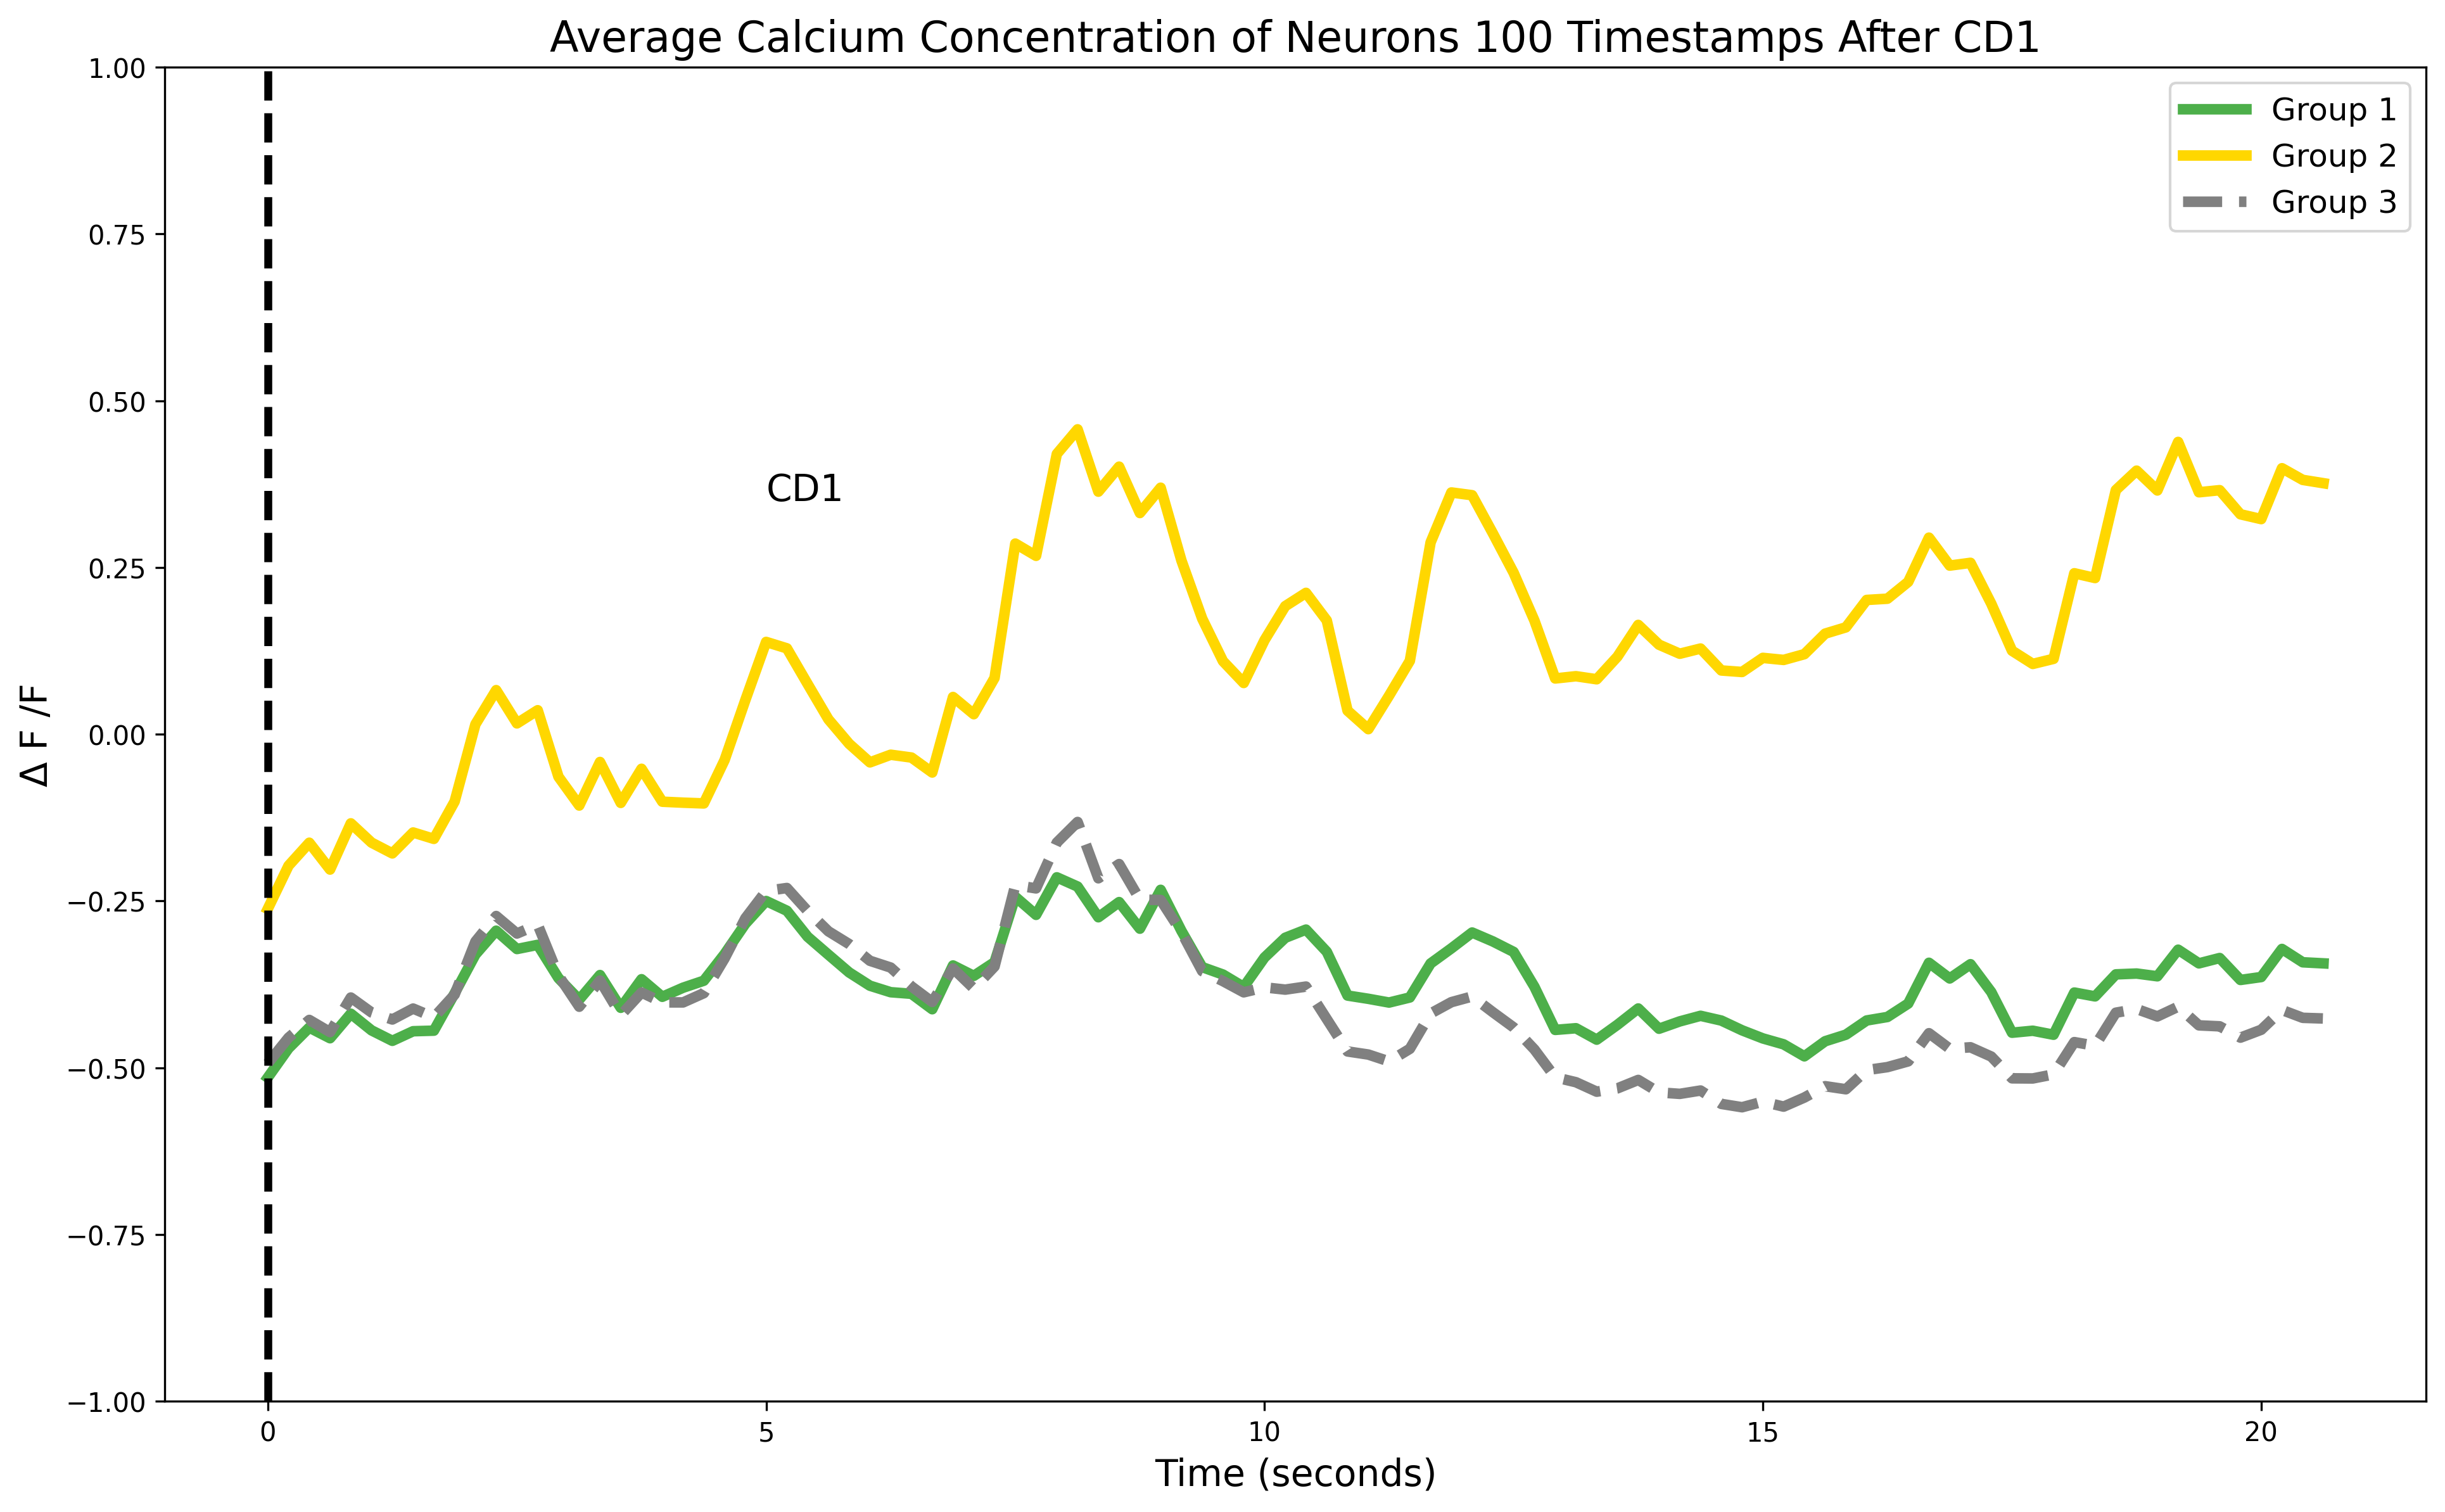 Average Calcium Concentration of Neurons 100 Timestamps After CD1
1.00
0.75
0.50
0.25
0.00
−0.25
−0.50
−0.75
−1.00
Δ F /F
Group 1
Group 2
Group 3
CD1
0
5
10
15
20
Time (seconds)